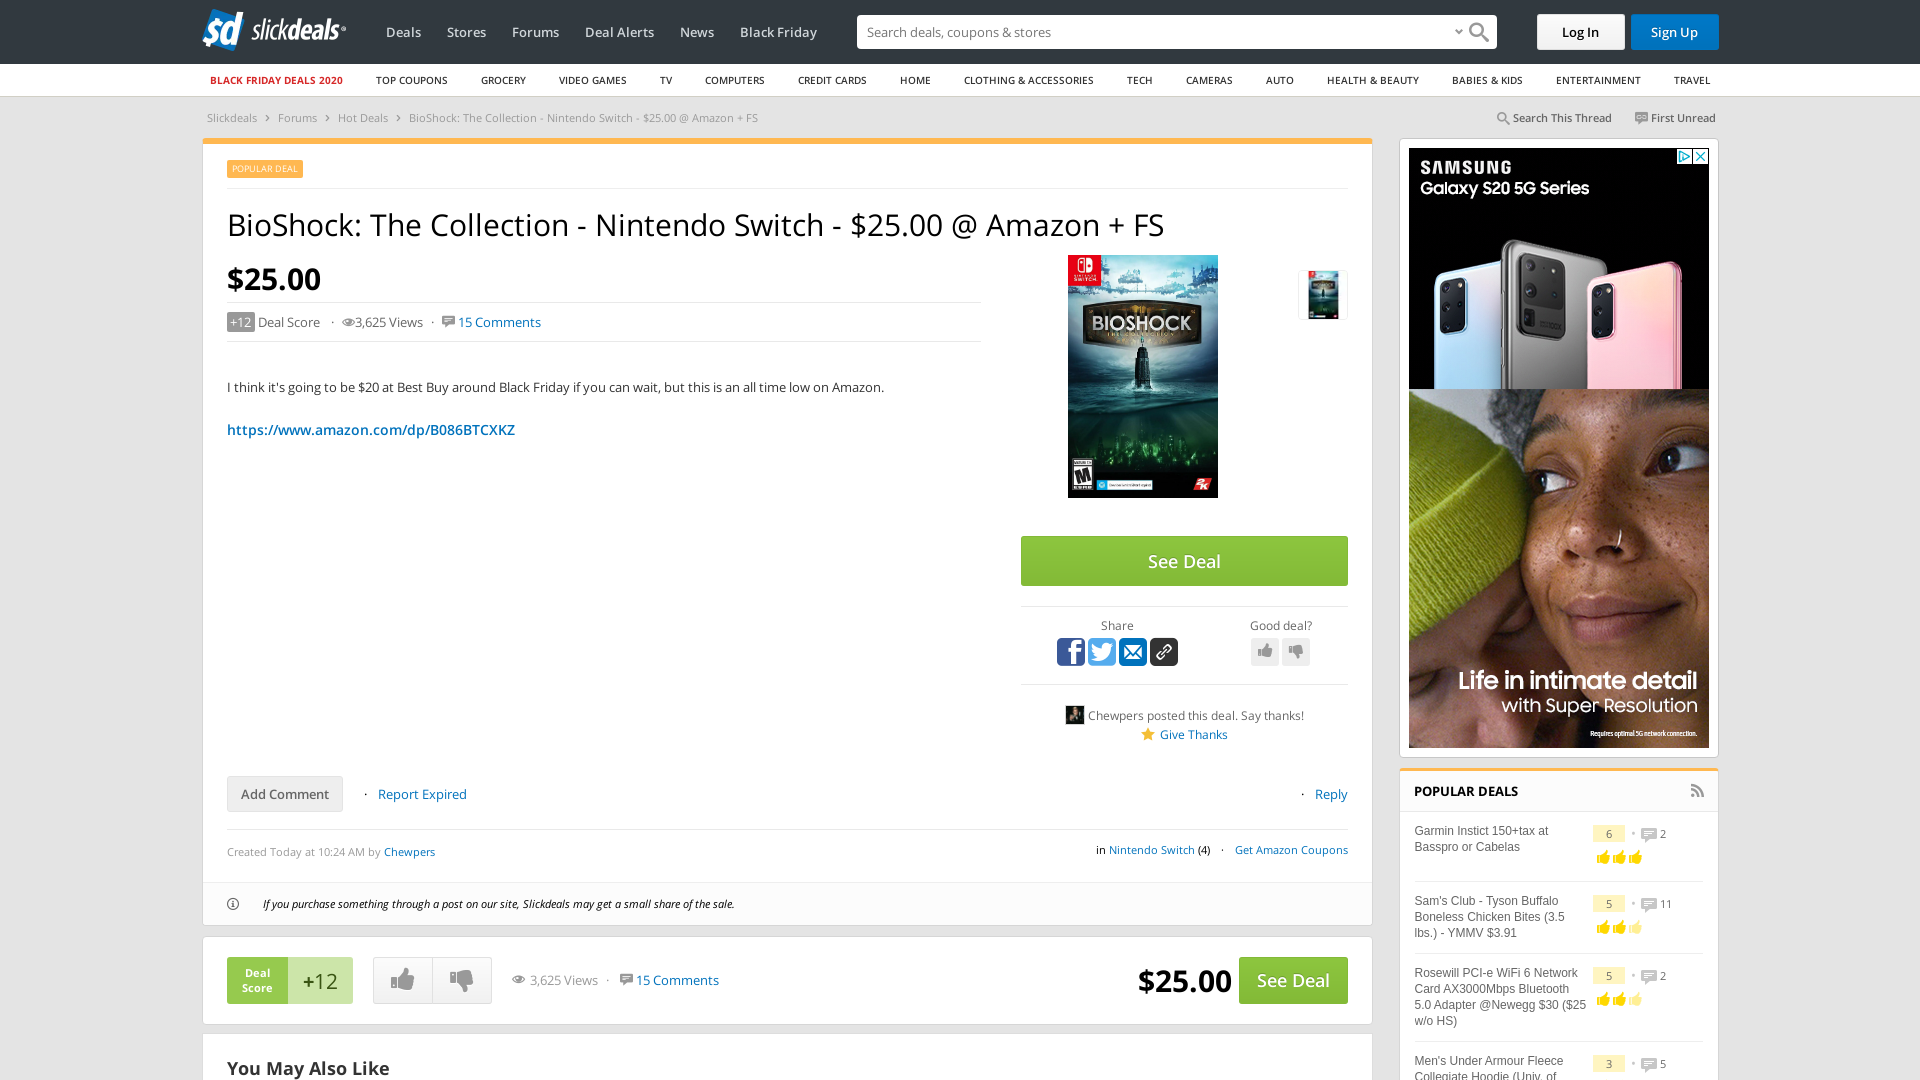 slickdeals
Deals
Stores
Forums
Deal Alerts
News
Black Friday
Search deals, coupons & stores
Log In
Sign Up
BLACK FRIDAY DEALS 2020
TOP COUPONS
GROCERY
VIDEO GAMES
TV
COMPUTERS
CREDIT CARDS
HOME
CLOTHING & ACCESSORIES
TECH
CAMERAS
AUTO
HEALTH & BEAUTY
BABIES & KIDS
ENTERTAINMENT
TRAVEL
Slickdeals > Forums > Hot Deals > BioShock: The Collection - Nintendo Switch - $25.00 @ Amazon + FS
Search This Thread
First Unread
POPULAR DEAL
BioShock: The Collection - Nintendo Switch - $25.00 @ Amazon + FS
$25.00
+12 Deal Score · 3,625 Views · 15 Comments
I think it's going to be $20 at Best Buy around Black Friday if you can wait, but this is an all time low on Amazon.
https://www.amazon.com/dp/B086BTCXKZ
BIOSHOCK
THE COLLECTION
M
2K
See Deal
Share
Good deal?
Chewpers posted this deal. Say thanks!
Give Thanks
Add Comment
· Report Expired
· Reply
Created Today at 10:24 AM by Chewpers
in Nintendo Switch (4) · Get Amazon Coupons
If you purchase something through a post on our site, Slickdeals may get a small share of the sale.
Deal
Score
+12
3,625 Views · 15 Comments
$25.00
See Deal
You May Also Like
SAMSUNG
Galaxy S20 5G Series
Life in intimate detail
with Super Resolution
Requires optimal 5G network connection.
POPULAR DEALS
Garmin Instict 150+tax at
Basspro or Cabelas
6 • 2
Sam's Club - Tyson Buffalo
Boneless Chicken Bites (3.5
lbs.) - YMMV $3.91
5 • 11
Rosewill PCI-e WiFi 6 Network
Card AX3000Mbps Bluetooth
5.0 Adapter @Newegg $30 ($25
w/o HS)
5 • 2
Men's Under Armour Fleece
Collegiate Hoodie (Univ. of
3 • 5